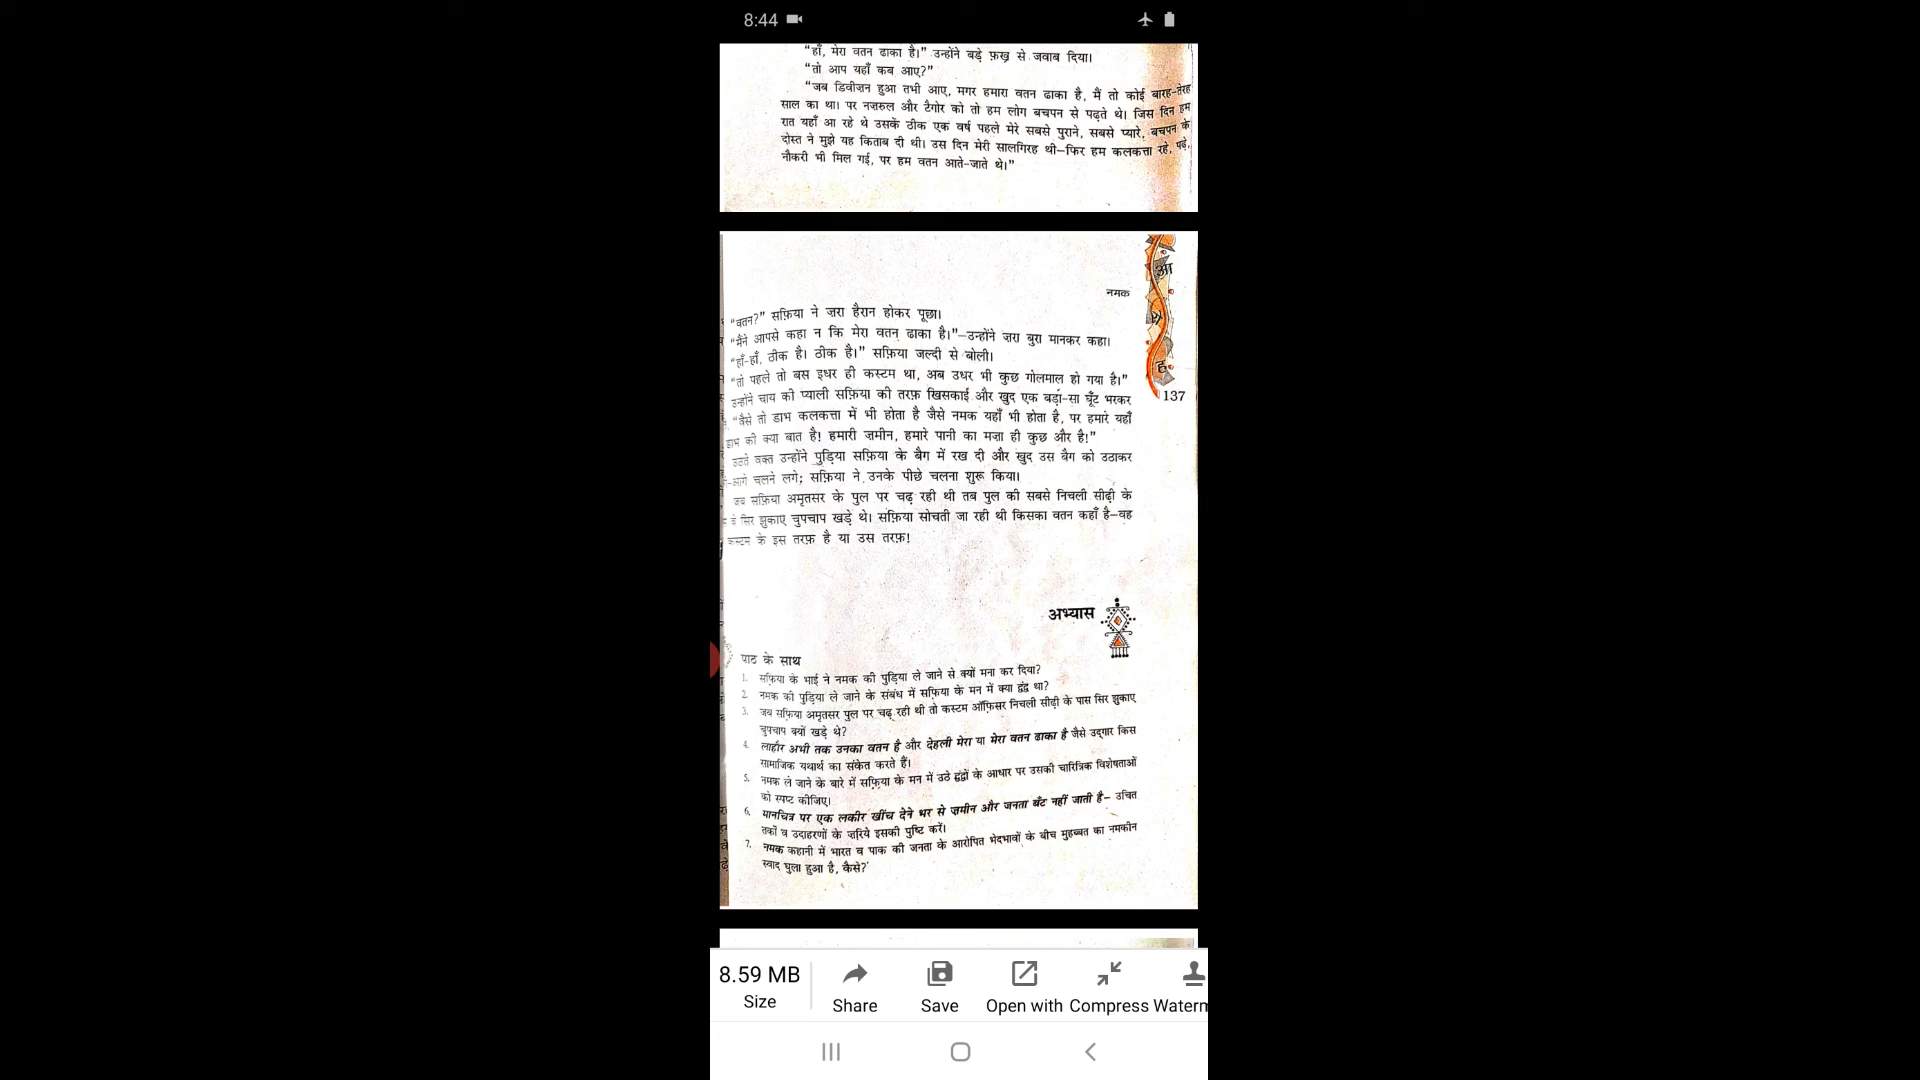 8:44
“हाँ, मेरा वतन ढाका है।” उन्होंने बड़े फ़ख्र से जवाब दिया।
“तो आप यहाँ कब आए?”
“जब डिवीज़न हुआ तभी आए, मगर हमारा वतन ढाका है, मैं तो कोई बारह-तेरह
साल का था। पर नज़रुल और टैगोर को तो हम लोग बचपन से पढ़ते थे। जिस दिन हम
रात यहाँ आ रहे थे उसके ठीक एक वर्ष पहले मेरे सबसे पुराने, सबसे प्यारे, बचपन के
दोस्त ने मुझे यह किताब दी थी। उस दिन मेरी सालगिरह थी—फिर हम कलकत्ता रहे, पढ़े,
नौकरी भी मिल गई, पर हम वतन आते-जाते थे।”
आ
रो
ह
नमक
137
“वतन?” सफ़िया ने ज़रा हैरान होकर पूछा।
“मैंने आपसे कहा न कि मेरा वतन ढाका है।”—उन्होंने ज़रा बुरा मानकर कहा।
“हाँ-हाँ, ठीक है। ठीक है।” सफ़िया जल्दी से बोली।
“तो पहले तो बस इधर ही कस्टम था, अब उधर भी कुछ गोलमाल हो गया है।”
उन्होंने चाय की प्याली सफ़िया की तरफ़ खिसकाई और खुद एक बड़ा-सा घूँट भरकर
“वैसे तो डाभ कलकत्ता में भी होता है जैसे नमक यहाँ भी होता है, पर हमारे यहाँ
डाभ की क्या बात है! हमारी ज़मीन, हमारे पानी का मज़ा ही कुछ और है!”
उठते वक्त उन्होंने पुड़िया सफ़िया के बैग में रख दी और खुद उस बैग को उठाकर
-आगे चलने लगे; सफ़िया ने उनके पीछे चलना शुरू किया।
जब सफ़िया अमृतसर के पुल पर चढ़ रही थी तब पुल की सबसे निचली सीढ़ी के
वे सिर झुकाए चुपचाप खड़े थे। सफ़िया सोचती जा रही थी किसका वतन कहाँ है—वह
कस्टम के इस तरफ़ है या उस तरफ़!
अभ्यास
पाठ के साथ
1. सफ़िया के भाई ने नमक की पुड़िया ले जाने से क्यों मना कर दिया?
2. नमक की पुड़िया ले जाने के संबंध में सफ़िया के मन में क्या द्वंद्व था?
3. जब सफ़िया अमृतसर पुल पर चढ़ रही थी तो कस्टम ऑफ़िसर निचली सीढ़ी के पास सिर झुकाए
चुपचाप क्यों खड़े थे?
4. लाहौर अभी तक उनका वतन है और देहली मेरा या मेरा वतन ढाका है जैसे उद्गार किस
सामाजिक यथार्थ का संकेत करते हैं।
5. नमक ले जाने के बारे में सफ़िया के मन में उठे द्वंद्वों के आधार पर उसकी चारित्रिक विशेषताओं
को स्पष्ट कीजिए।
6. मानचित्र पर एक लकीर खींच देने भर से ज़मीन और जनता बँट नहीं जाती है— उचित
तर्कों व उदाहरणों के ज़रिये इसकी पुष्टि करें।
7. नमक कहानी में भारत व पाक की जनता के आरोपित भेदभावों के बीच मुहब्बत का नमकीन
स्वाद घुला हुआ है, कैसे?
8.59 MB
Size
Share
Save
Open with
Compress
Waterm